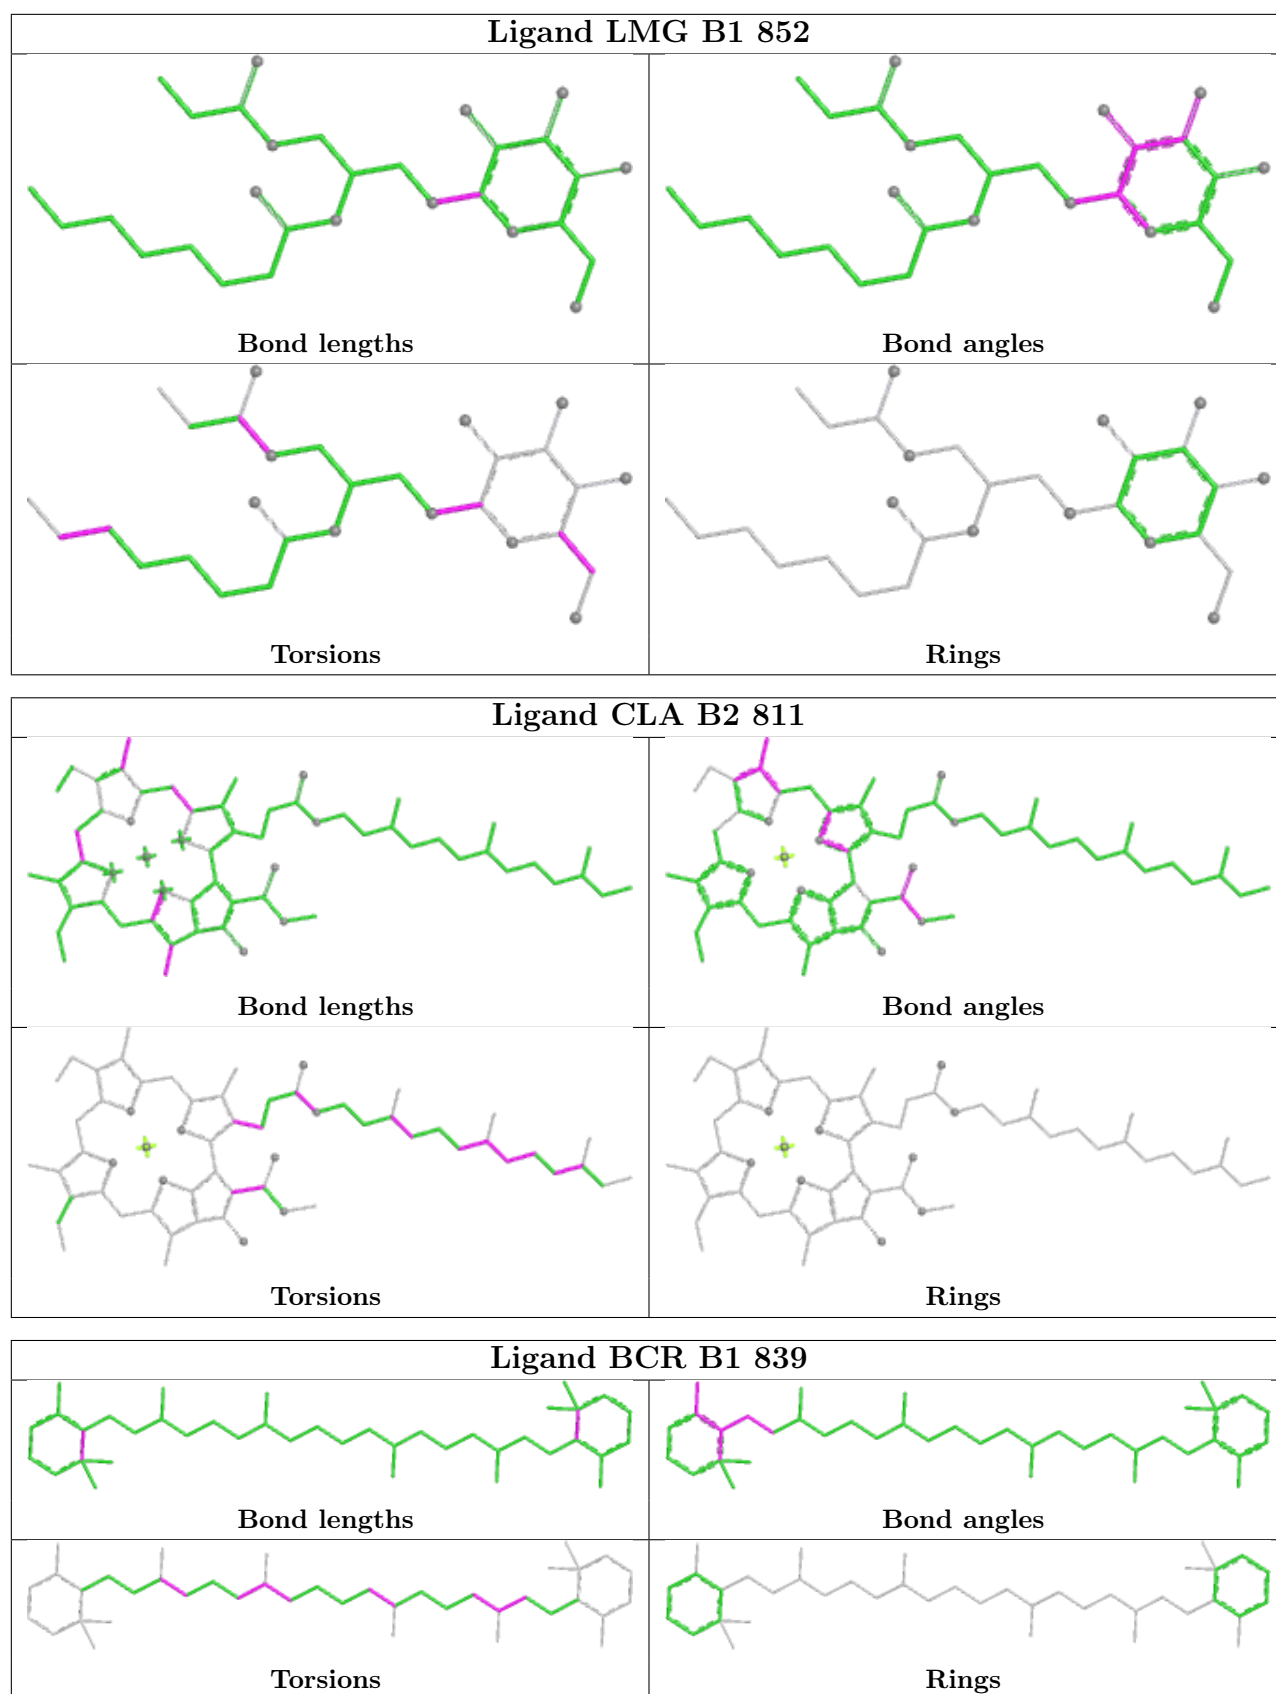 Ligand LMG B1 852
Bond lengths
Bond angles
Torsions
Rings
Ligand CLA B2 811
Bond lengths
Bond angles
Torsions
Rings
Ligand BCR B1 839
Bond lengths
Bond angles
Torsions
Rings